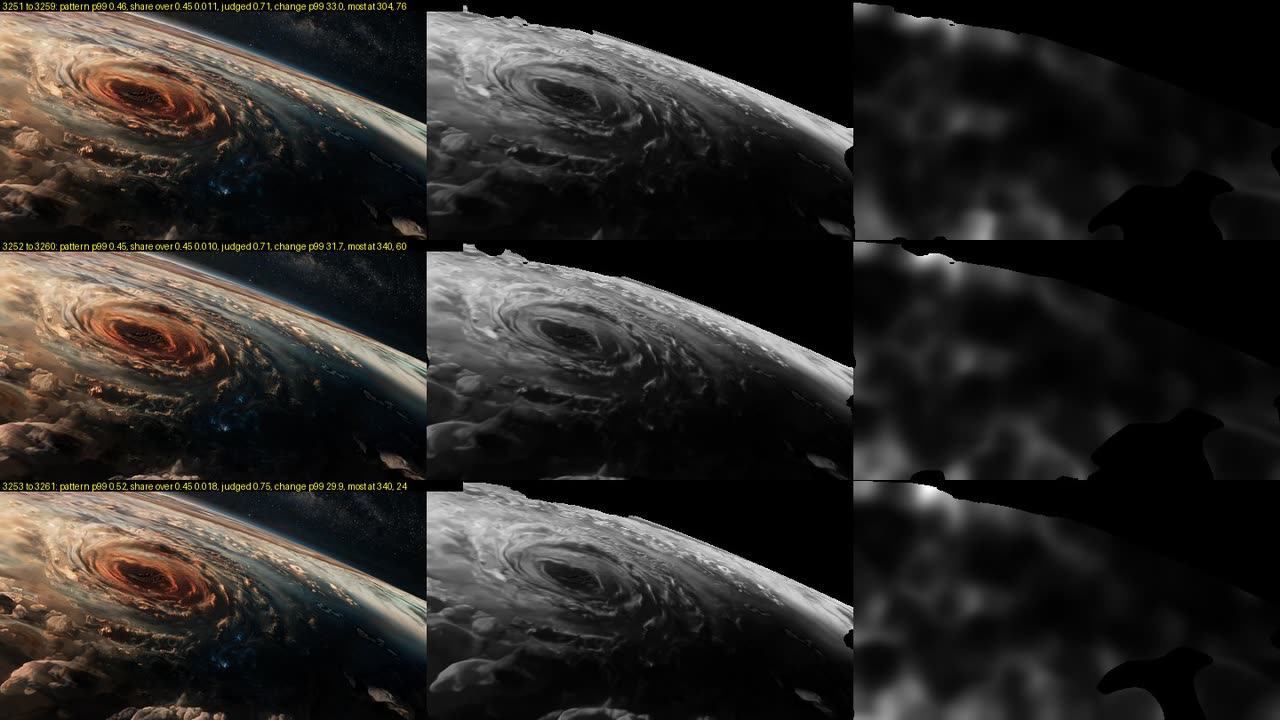 3251 to 3259: pattern p99 0.46, share over 0.45 0.011, judged 0.71, change p99 33.0, most at 304, 76
3252 to 3260: pattern p99 0.45, share over 0.45 0.010, judged 0.71, change p99 31.7, most at 340, 60
3253 to 3261: pattern p99 0.52, share over 0.45 0.018, judged 0.75, change p99 29.9, most at 340, 24